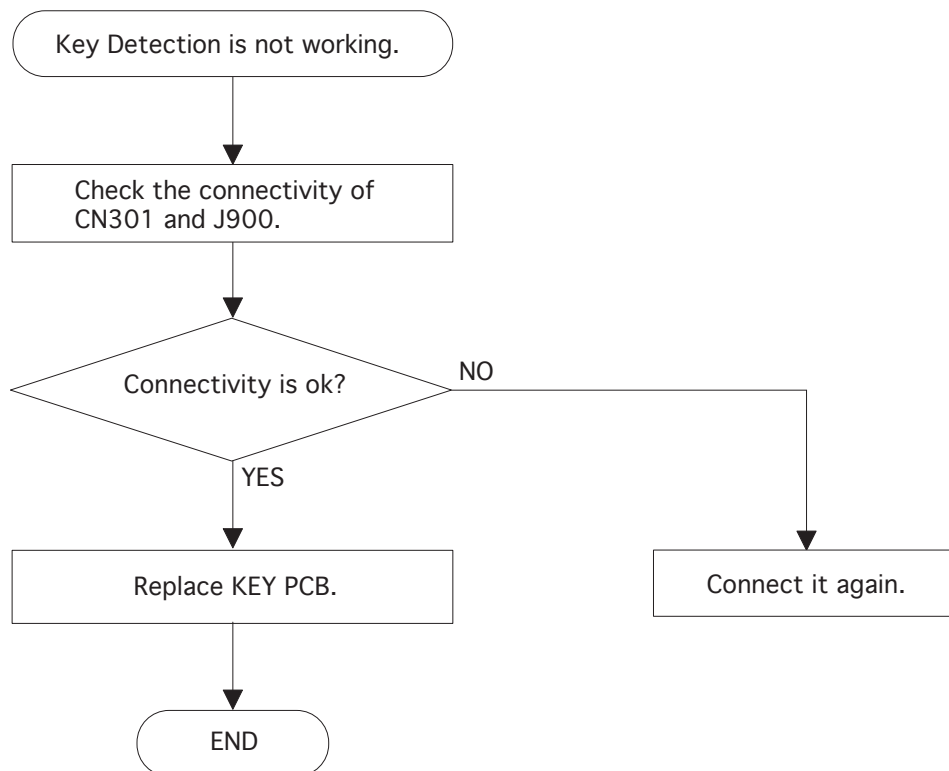 Key Detection is not working.
Check the connectivity of
CN301 and J900.
Connectivity is ok?
NO
YES
Replace KEY PCB.
Connect it again.
END